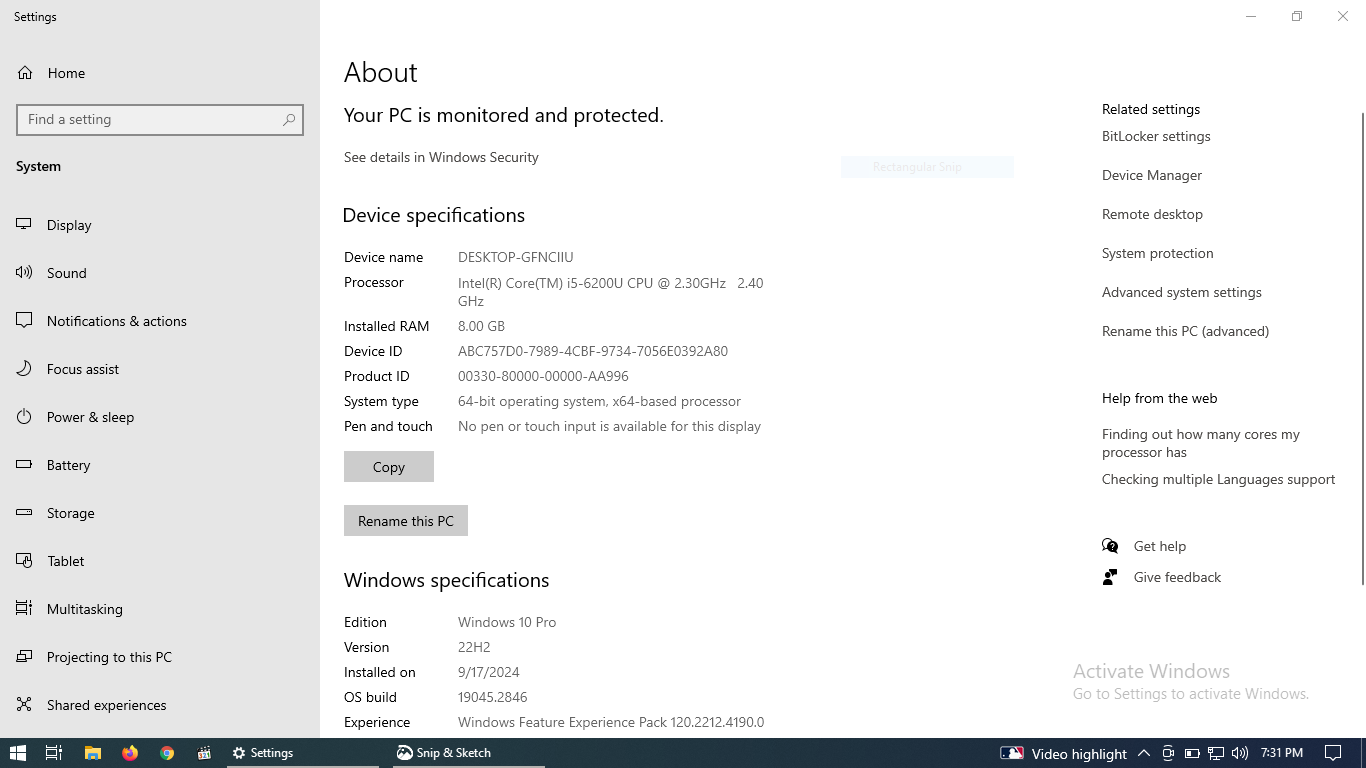 Settings
Home
Find a setting
System
Display
Sound
Notifications & actions
Focus assist
Power & sleep
Battery
Storage
Tablet
Multitasking
Projecting to this PC
Shared experiences
About
Your PC is monitored and protected.
See details in Windows Security
Rectangular Snip
Device specifications
Device name DESKTOP-GFNCIIU
Processor Intel(R) Core(TM) i5-6200U CPU @ 2.30GHz 2.40
GHz
Installed RAM 8.00 GB
Device ID ABC757D0-7989-4CBF-9734-7056E0392A80
Product ID 00330-80000-00000-AA996
System type 64-bit operating system, x64-based processor
Pen and touch No pen or touch input is available for this display
Copy
Rename this PC
Windows specifications
Edition Windows 10 Pro
Version 22H2
Installed on 9/17/2024
OS build 19045.2846
Experience Windows Feature Experience Pack 120.2212.4190.0
Related settings
BitLocker settings
Device Manager
Remote desktop
System protection
Advanced system settings
Rename this PC (advanced)
Help from the web
Finding out how many cores my
processor has
Checking multiple Languages support
Get help
Give feedback
Activate Windows
Go to Settings to activate Windows.
Settings
Snip & Sketch
Video highlight
7:31 PM